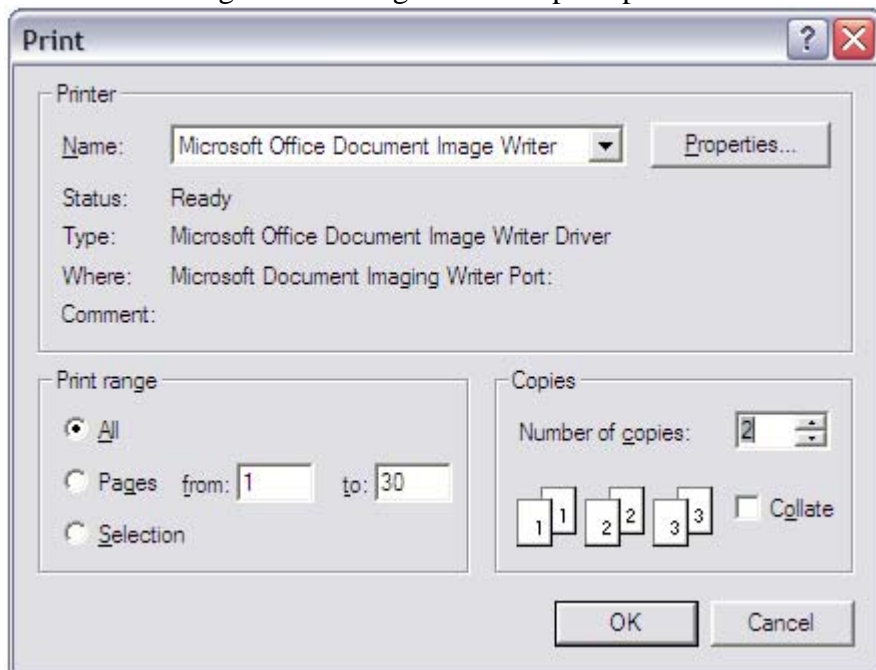 Print
Printer
Name: Microsoft Office Document Image Writer Properties...
Status: Ready
Type: Microsoft Office Document Image Writer Driver
Where: Microsoft Document Imaging Writer Port:
Comment:
Print range
All
Pages from: 1 to: 30
Selection
Copies
Number of copies: 2
1 1 2 2 3 3 Collate
OK Cancel